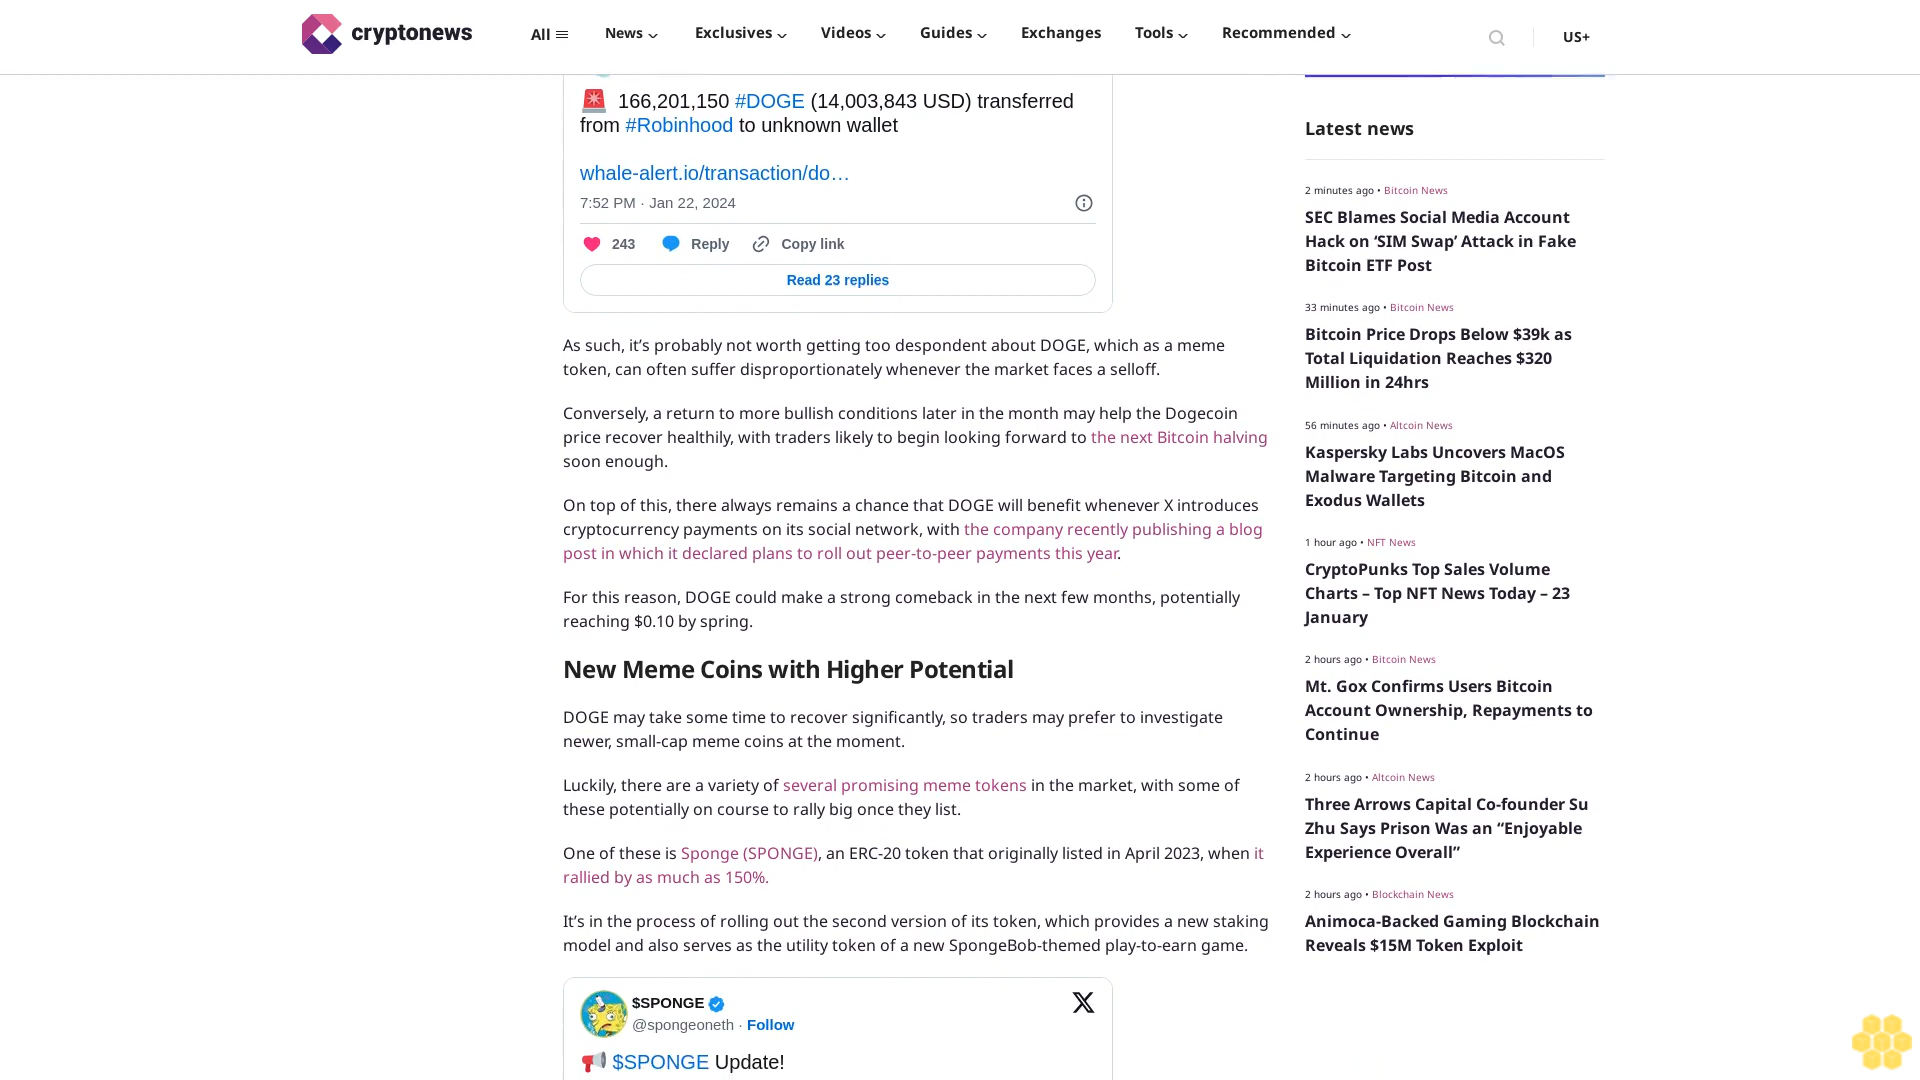 cryptonews
All
News
Exclusives
Videos
Guides
Exchanges
Tools
Recommended
US+
🚨 166,201,150 #DOGE (14,003,843 USD) transferred
from #Robinhood to unknown wallet
whale-alert.io/transaction/do…
7:52 PM · Jan 22, 2024
243
Reply
Copy link
Read 23 replies
As such, it’s probably not worth getting too despondent about DOGE, which as a meme
token, can often suffer disproportionately whenever the market faces a selloff.
Conversely, a return to more bullish conditions later in the month may help the Dogecoin
price recover healthily, with traders likely to begin looking forward to the next Bitcoin halving
soon enough.
On top of this, there always remains a chance that DOGE will benefit whenever X introduces
cryptocurrency payments on its social network, with the company recently publishing a blog
post in which it declared plans to roll out peer-to-peer payments this year.
For this reason, DOGE could make a strong comeback in the next few months, potentially
reaching $0.10 by spring.
New Meme Coins with Higher Potential
DOGE may take some time to recover significantly, so traders may prefer to investigate
newer, small-cap meme coins at the moment.
Luckily, there are a variety of several promising meme tokens in the market, with some of
these potentially on course to rally big once they list.
One of these is Sponge (SPONGE), an ERC-20 token that originally listed in April 2023, when it
rallied by as much as 150%.
It’s in the process of rolling out the second version of its token, which provides a new staking
model and also serves as the utility token of a new SpongeBob-themed play-to-earn game.
$SPONGE
@spongeoneth · Follow
📢 $SPONGE Update!
Latest news
2 minutes ago • Bitcoin News
SEC Blames Social Media Account
Hack on ‘SIM Swap’ Attack in Fake
Bitcoin ETF Post
33 minutes ago • Bitcoin News
Bitcoin Price Drops Below $39k as
Total Liquidation Reaches $320
Million in 24hrs
56 minutes ago • Altcoin News
Kaspersky Labs Uncovers MacOS
Malware Targeting Bitcoin and
Exodus Wallets
1 hour ago • NFT News
CryptoPunks Top Sales Volume
Charts – Top NFT News Today – 23
January
2 hours ago • Bitcoin News
Mt. Gox Confirms Users Bitcoin
Account Ownership, Repayments to
Continue
2 hours ago • Altcoin News
Three Arrows Capital Co-founder Su
Zhu Says Prison Was an “Enjoyable
Experience Overall”
2 hours ago • Blockchain News
Animoca-Backed Gaming Blockchain
Reveals $15M Token Exploit